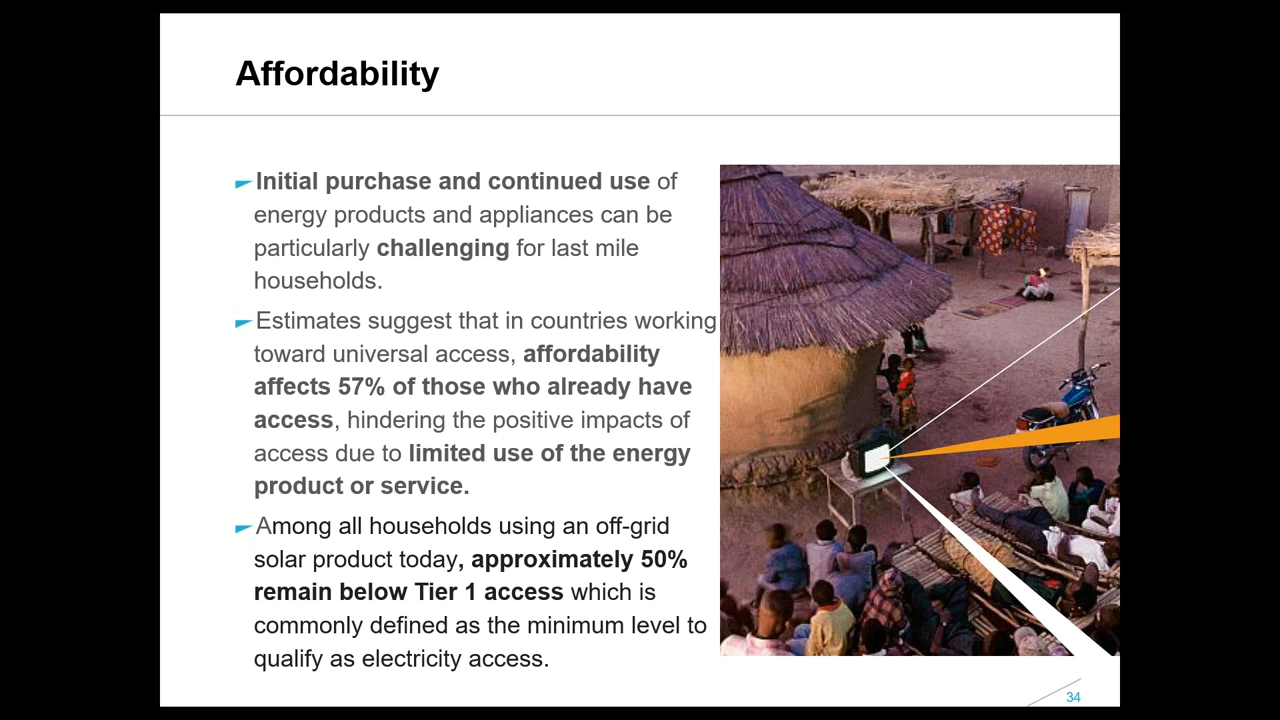 Affordability
Initial purchase and continued use of
energy products and appliances can be
particularly challenging for last mile
households.
Estimates suggest that in countries working
toward universal access, affordability
affects 57% of those who already have
access, hindering the positive impacts of
access due to limited use of the energy
product or service.
Among all households using an off-grid
solar product today, approximately 50%
remain below Tier 1 access which is
commonly defined as the minimum level to
qualify as electricity access.
34